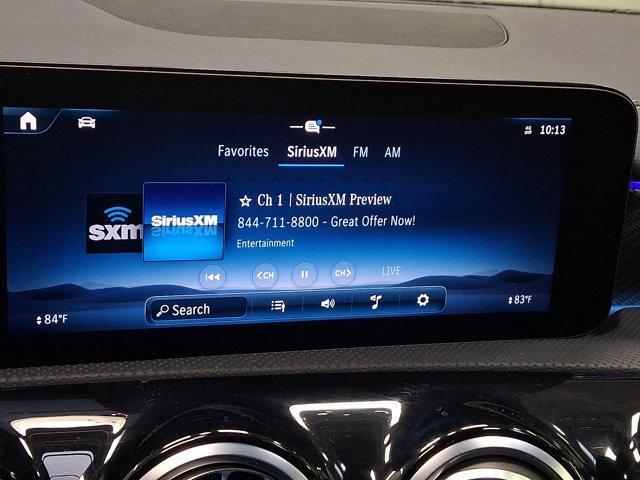 4G
10:13
Favorites SiriusXM FM AM
sxm
SiriusXM
☆ Ch 1 | SiriusXM Preview
844-711-8800 - Great Offer Now!
Entertainment
<CH CH> LIVE
Search
84°F
83°F